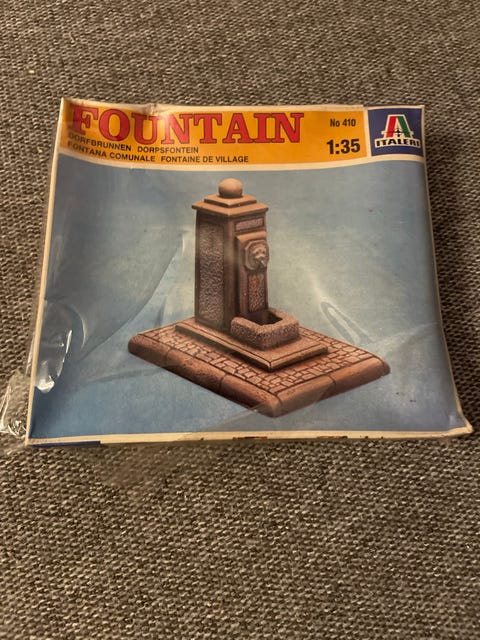 FOUNTAIN
No 410
DORFBRUNNEN DORPSFONTEIN
FONTANA COMUNALE FONTAINE DE VILLAGE
1:35
ITALERI